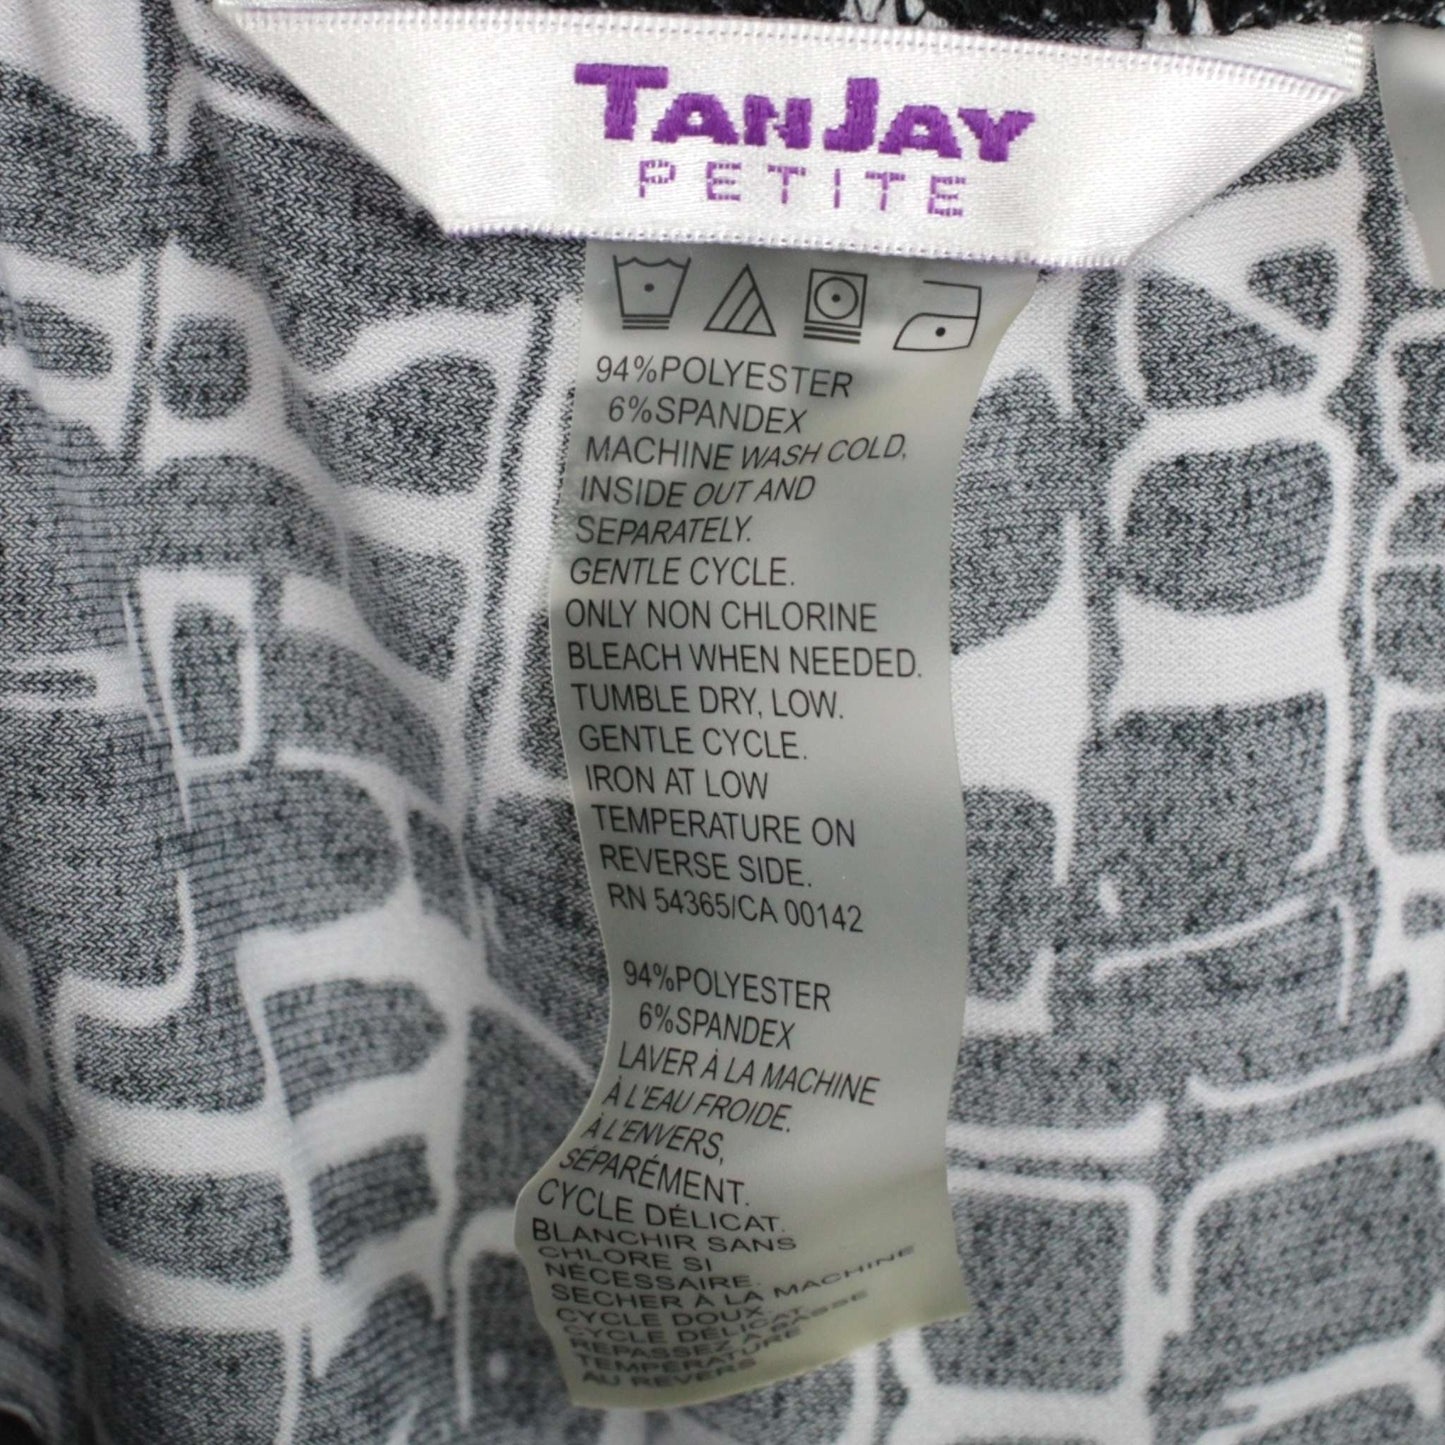 TANJAY
PETITE
94%POLYESTER
6%SPANDEX
MACHINE WASH COLD,
INSIDE OUT AND
SEPARATELY.
GENTLE CYCLE.
ONLY NON CHLORINE
BLEACH WHEN NEEDED.
TUMBLE DRY, LOW.
GENTLE CYCLE.
IRON AT LOW
TEMPERATURE ON
REVERSE SIDE.
RN 54365/CA 00142
94%POLYESTER
6%SPANDEX
LAVER À LA MACHINE
À L'EAU FROIDE.
À L'ENVERS,
SÉPARÉMENT.
CYCLE DÉLICAT.
BLANCHIR SANS
CHLORE SI
NÉCESSAIRE.
SÉCHER À LA MACHINE
CYCLE DOUX.
CYCLE DÉLICAT.
REPASSEZ À BASSE
TEMPÉRATURE
AU REVERS